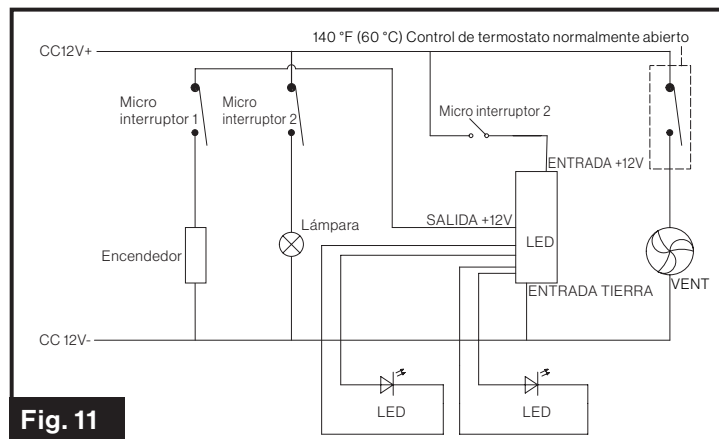 140 °F (60 °C) Control de termostato normalmente abierto
CC12V+
Micro
interruptor 1
Micro
interruptor 2
Micro interruptor 2
ENTRADA +12V
SALIDA +12V
Lámpara
LED
Encendedor
ENTRADA TIERRA
VENT
CC 12V-
LED
LED
Fig. 11